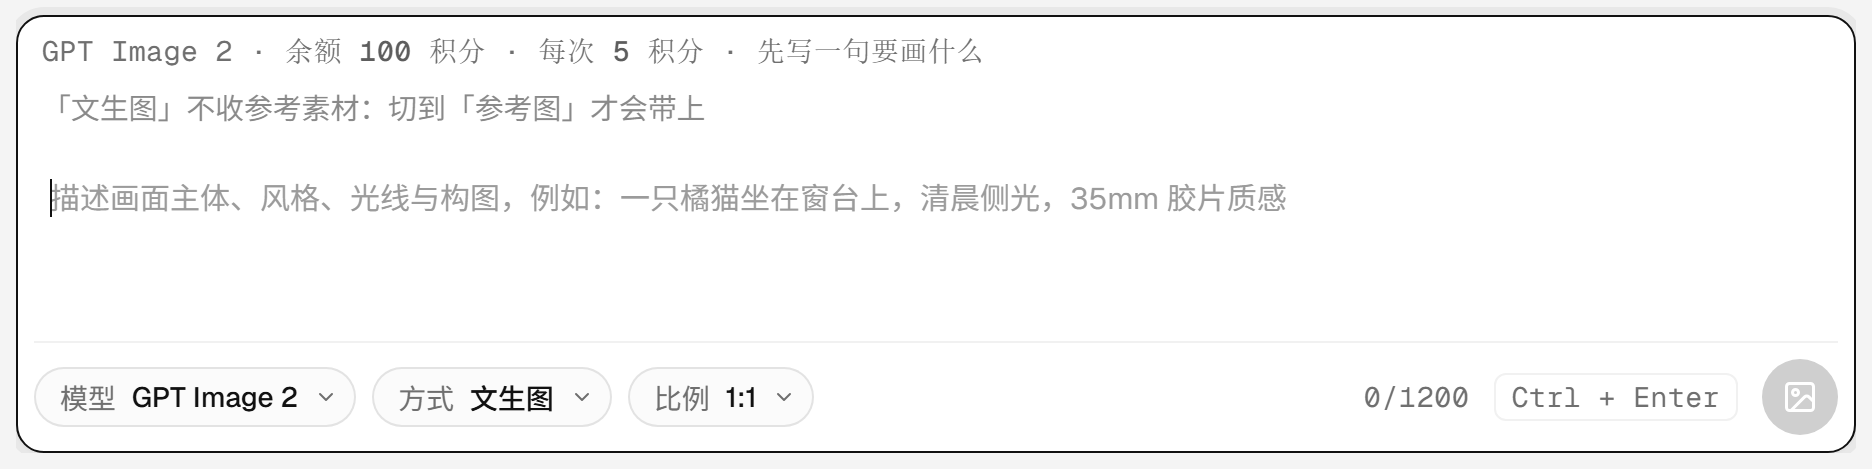 GPT Image 2 · 余额 100 积分 · 每次 5 积分 · 先写一句要画什么
「文生图」不收参考素材：切到「参考图」才会带上
描述画面主体、风格、光线与构图，例如：一只橘猫坐在窗台上，清晨侧光，35mm 胶片质感
模型 GPT Image 2 方式 文生图 比例 1:1 0/1200 Ctrl + Enter